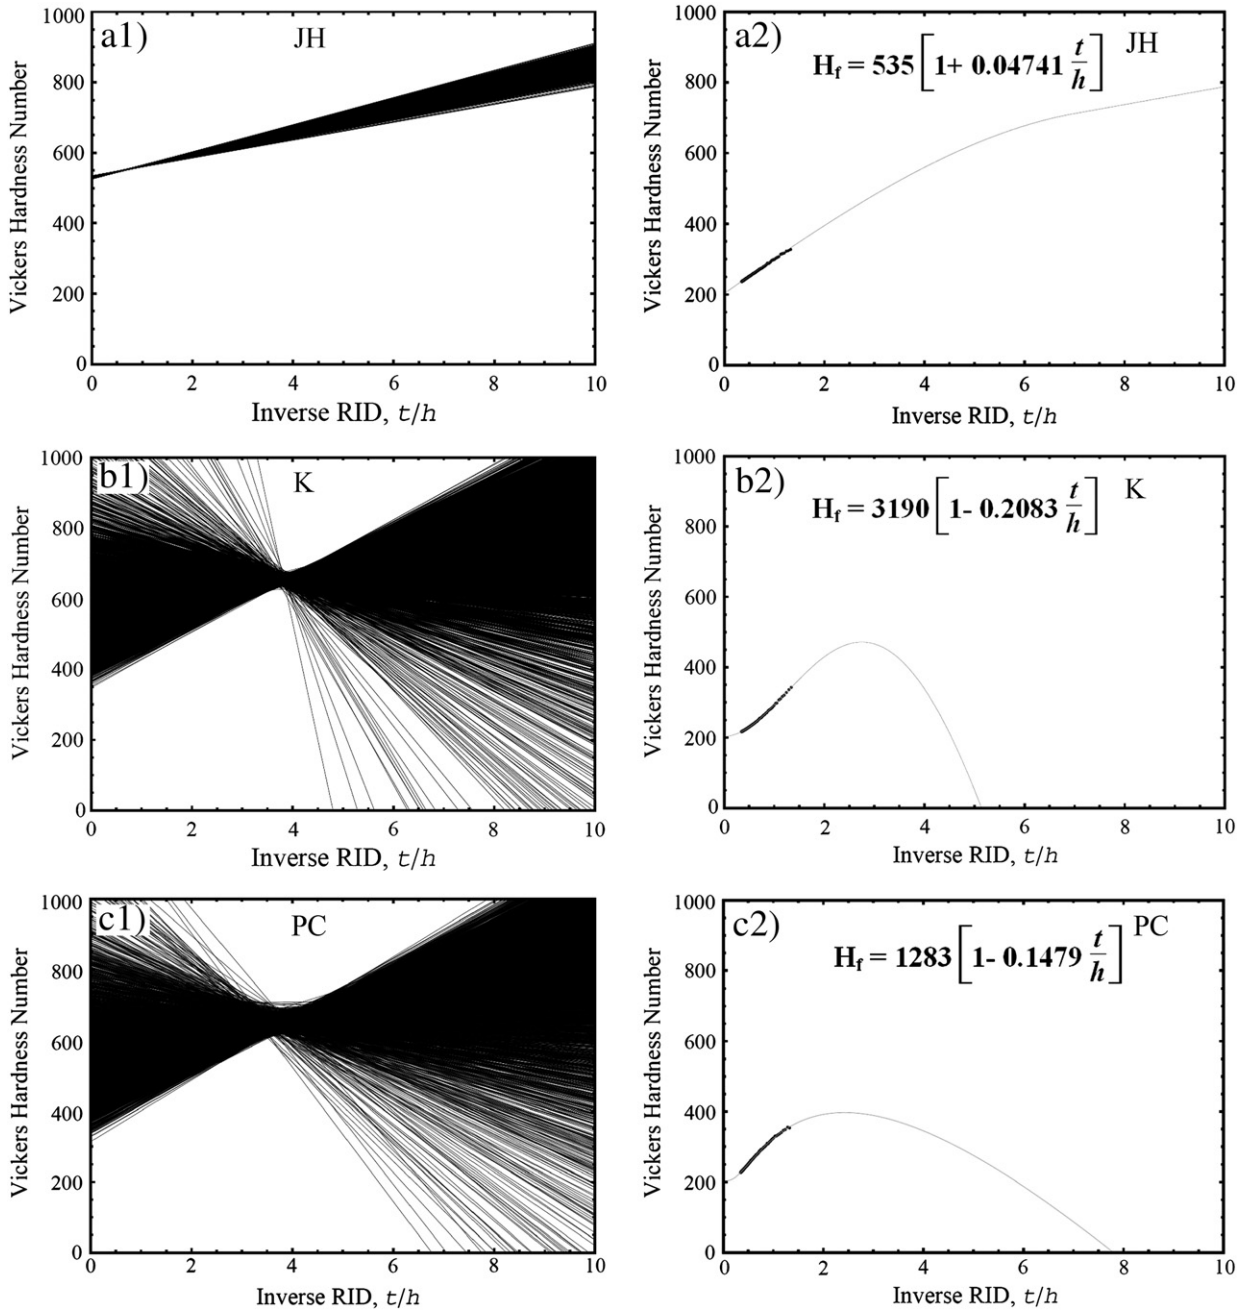 a1)
JH
Vickers Hardness Number
1000
800
600
400
200
0
0 2 4 6 8 10
Inverse RID, t/h
a2)
JH
H_f = 535 [1+ 0.04741 t/h]
Vickers Hardness Number
1000
800
600
400
200
0
0 2 4 6 8 10
Inverse RID, t/h
b1)
K
Vickers Hardness Number
1000
800
600
400
200
0
0 2 4 6 8 10
Inverse RID, t/h
b2)
K
H_f = 3190 [1- 0.2083 t/h]
Vickers Hardness Number
1000
800
600
400
200
0
0 2 4 6 8 10
Inverse RID, t/h
c1)
PC
Vickers Hardness Number
1000
800
600
400
200
0
0 2 4 6 8 10
Inverse RID, t/h
c2)
PC
H_f = 1283 [1- 0.1479 t/h]
Vickers Hardness Number
1000
800
600
400
200
0
0 2 4 6 8 10
Inverse RID, t/h